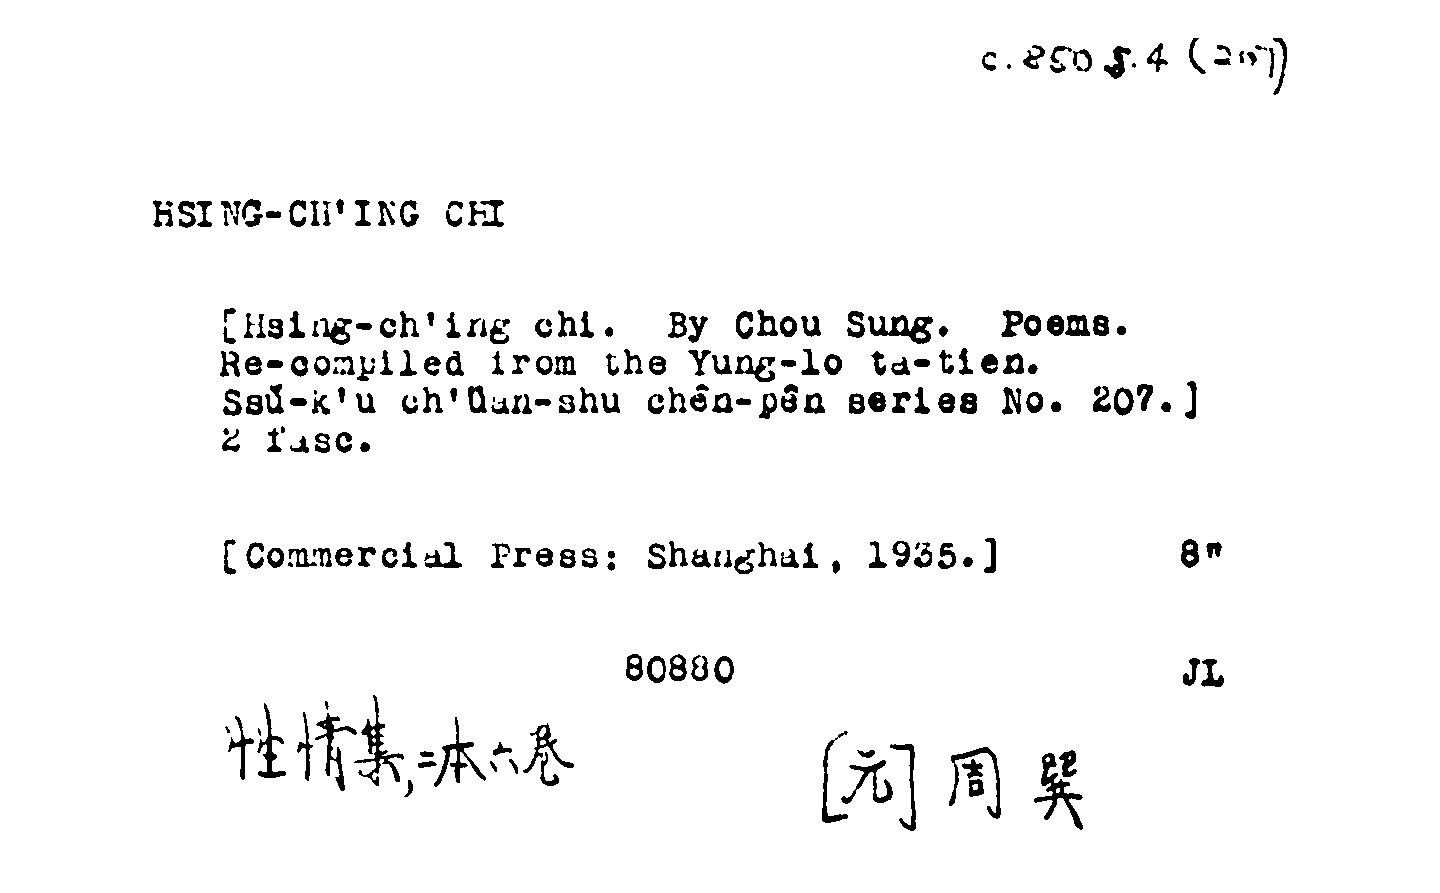 c.850 g.4 (207)
HSING-CH'ING CHI
[Hsing-ch'ing chi. By Chou Sung. Poems.
Re-compiled from the Yung-lo ta-tien.
Ssŭ-k'u ch'üan-shu chên-pên series No. 207.]
2 fasc.
[Commercial Press: Shanghai, 1935.] 8"
80880 JL
性情集,二本六卷
[元] 周巽